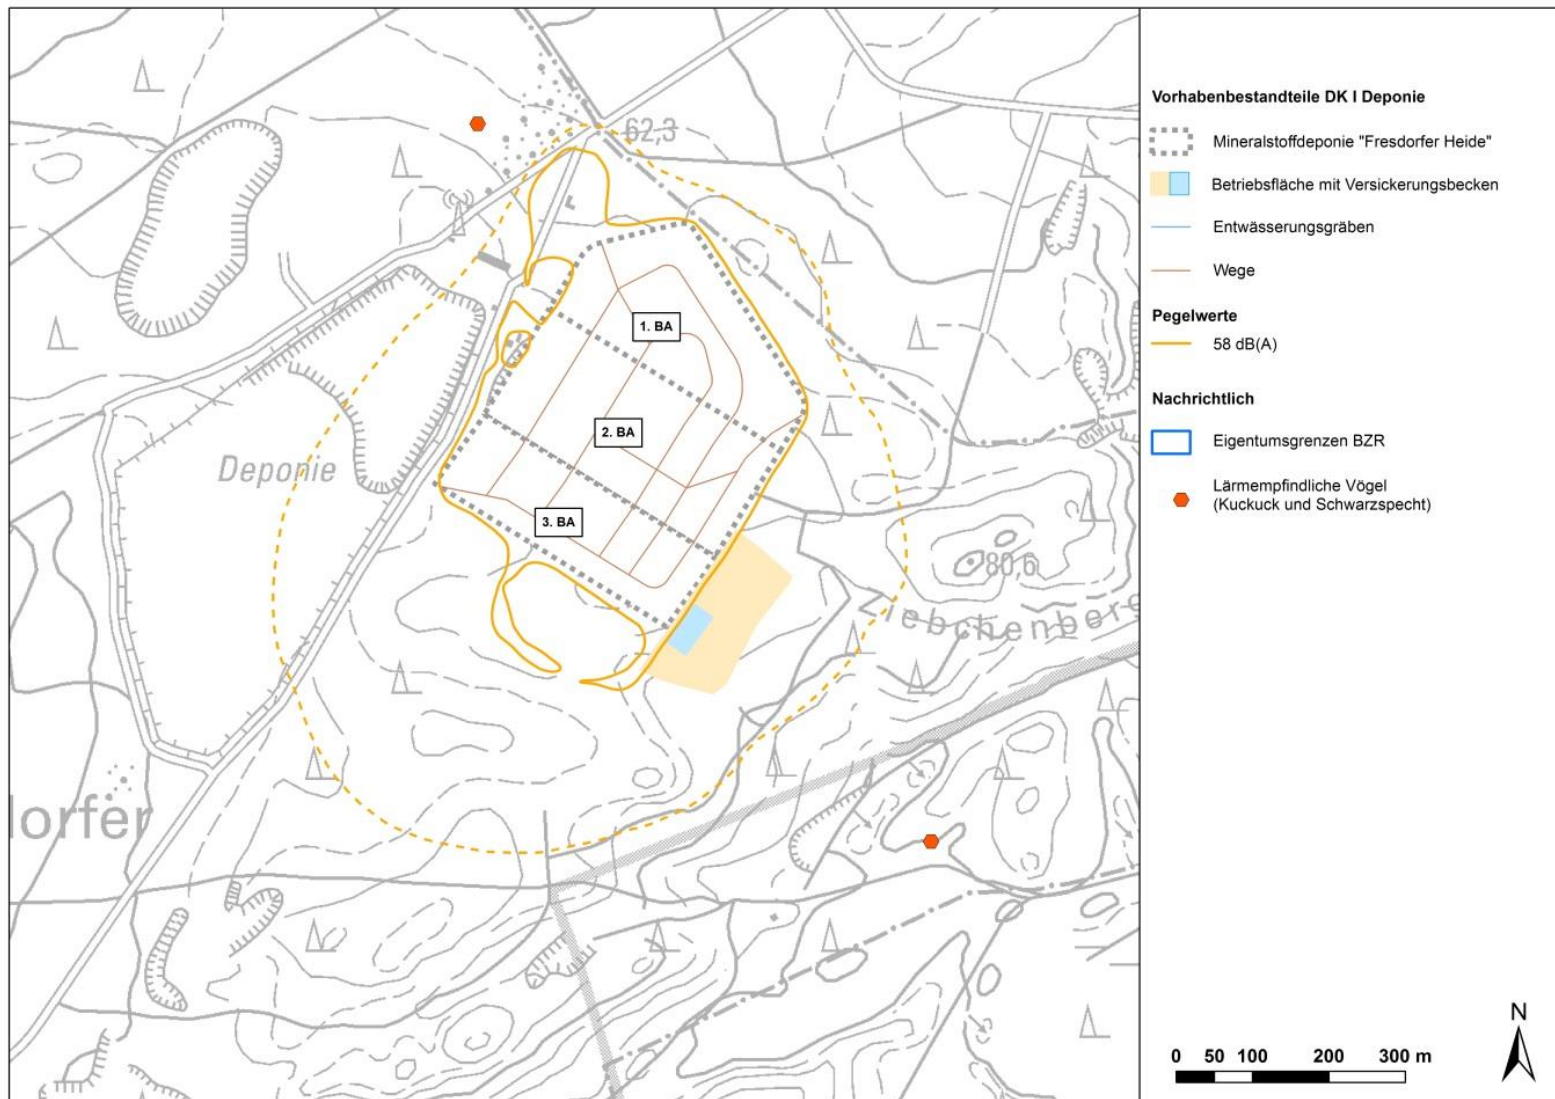 62,3
1. BA
2. BA
Deponie
3. BA
80,6
Ziebchenberg
dorfer
Vorhabenbestandteile DK I Deponie
Mineralstoffdeponie "Fresdorfer Heide"
Betriebsfläche mit Versickerungsbecken
Entwässerungsgräben
Wege
Pegelwerte
58 dB(A)
Nachrichtlich
Eigentumsgrenzen BZR
Lärmempfindliche Vögel
(Kuckuck und Schwarzspecht)
N
0 50 100 200 300 m